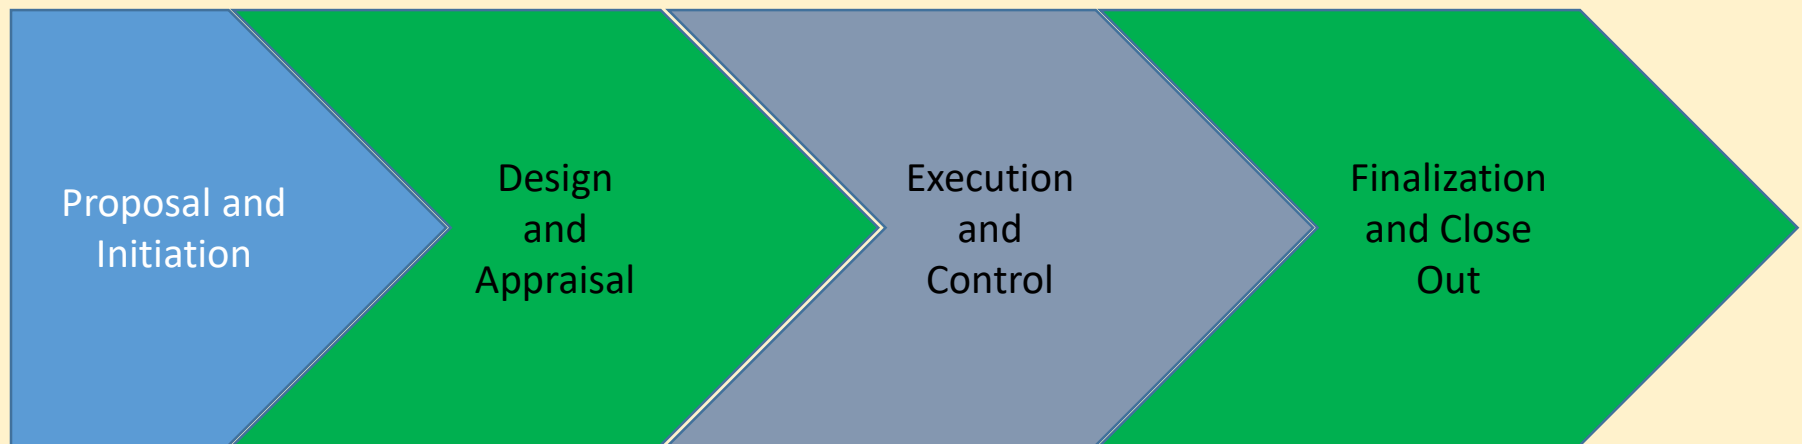 Proposal and
Initiation
Design
and
Appraisal
Execution
and
Control
Finalization
and Close
Out